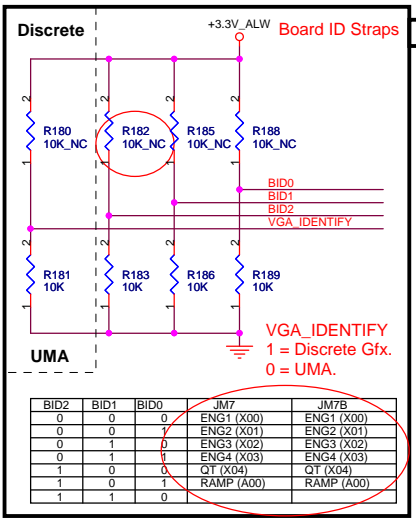 Discrete
+3.3V_ALW Board ID Straps
2 2 2 2
R180 R182 R185 R188
10K_NC 10K_NC 10K_NC 10K_NC
1 1 1 1
BID0
BID1
BID2
VGA_IDENTIFY
2 2 2 2
R181 R183 R186 R189
10K 10K 10K 10K
1 1 1 1
VGA_IDENTIFY
1 = Discrete Gfx.
0 = UMA.
UMA
BID2 BID1 BID0 JM7 JM7B
0 0 0 ENG1 (X00) ENG1 (X00)
0 0 1 ENG2 (X01) ENG2 (X01)
0 1 0 ENG3 (X02) ENG3 (X02)
0 1 1 ENG4 (X03) ENG4 (X03)
1 0 0 QT (X04) QT (X04)
1 0 1 RAMP (A00) RAMP (A00)
1 1 0